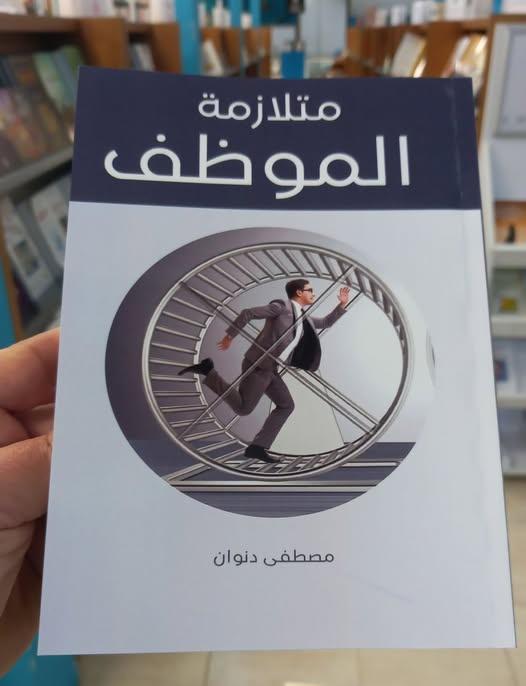 متلازمة
الموظف
مصطفى دنوان